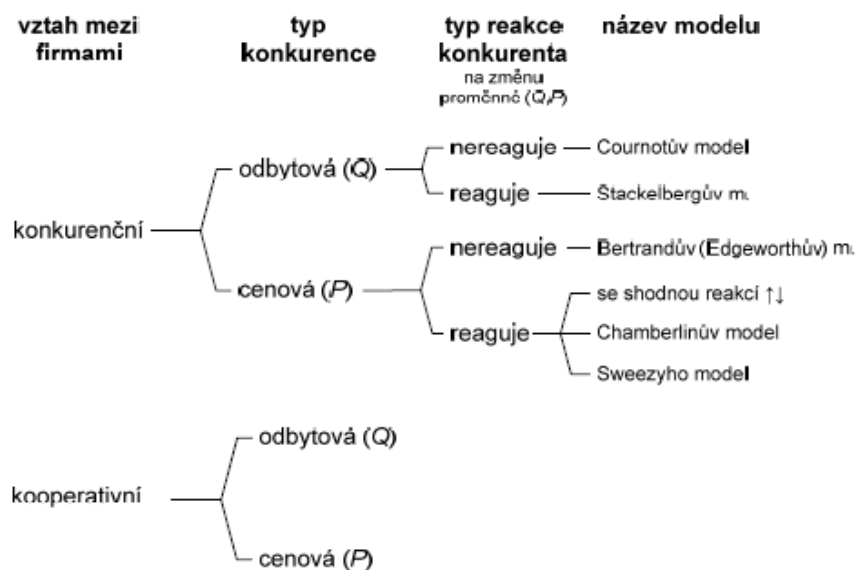 vztah mezi firmami
typ konkurence
typ reakce konkurenta
na změnu
proměnné (Q,P)
název modelu
konkurenční
odbytová (Q)
nereaguje
Cournotův model
reaguje
Štackelbergův m.
cenová (P)
nereaguje
Bertrandův (Edgeworthův) m.
reaguje
se shodnou reakcí ↑↓
Chamberlinův model
Sweezyho model
kooperativní
odbytová (Q)
cenová (P)